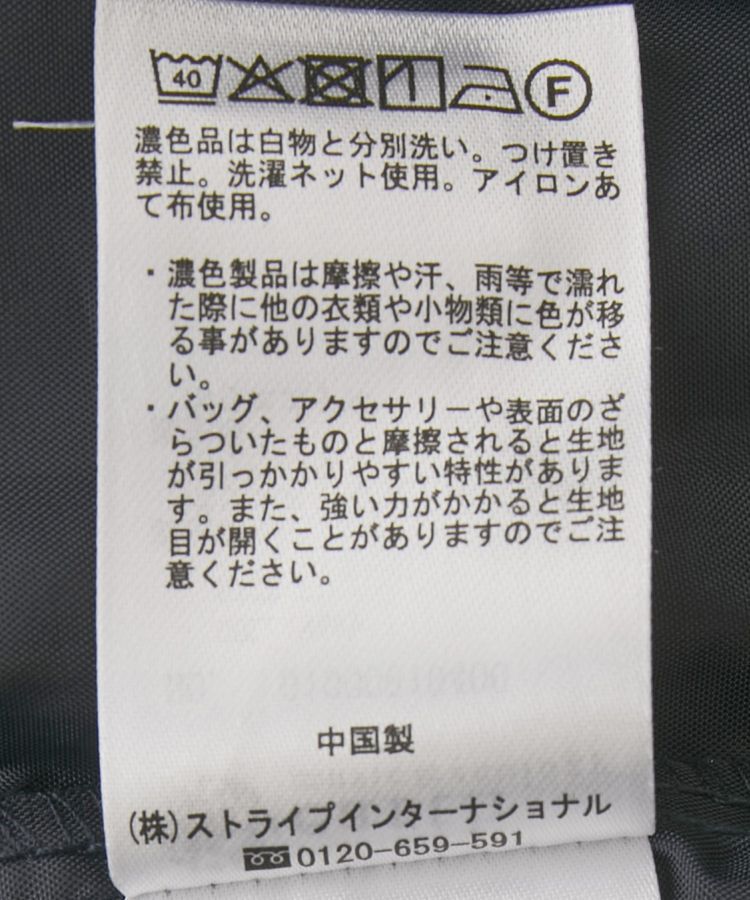 40 F
濃色品は白物と分別洗い。つけ置き
禁止。洗濯ネット使用。アイロンあ
て布使用。
・濃色製品は摩擦や汗、雨等で濡れ
た際に他の衣類や小物類に色が移
る事がありますのでご注意くださ
い。
・バッグ、アクセサリーや表面のざ
らついたものと摩擦されると生地
が引っかかりやすい特性がありま
す。また、強い力がかかると生地
目が開くことがありますのでご注
意ください。
中国製
(株)ストライプインターナショナル
0120-659-591